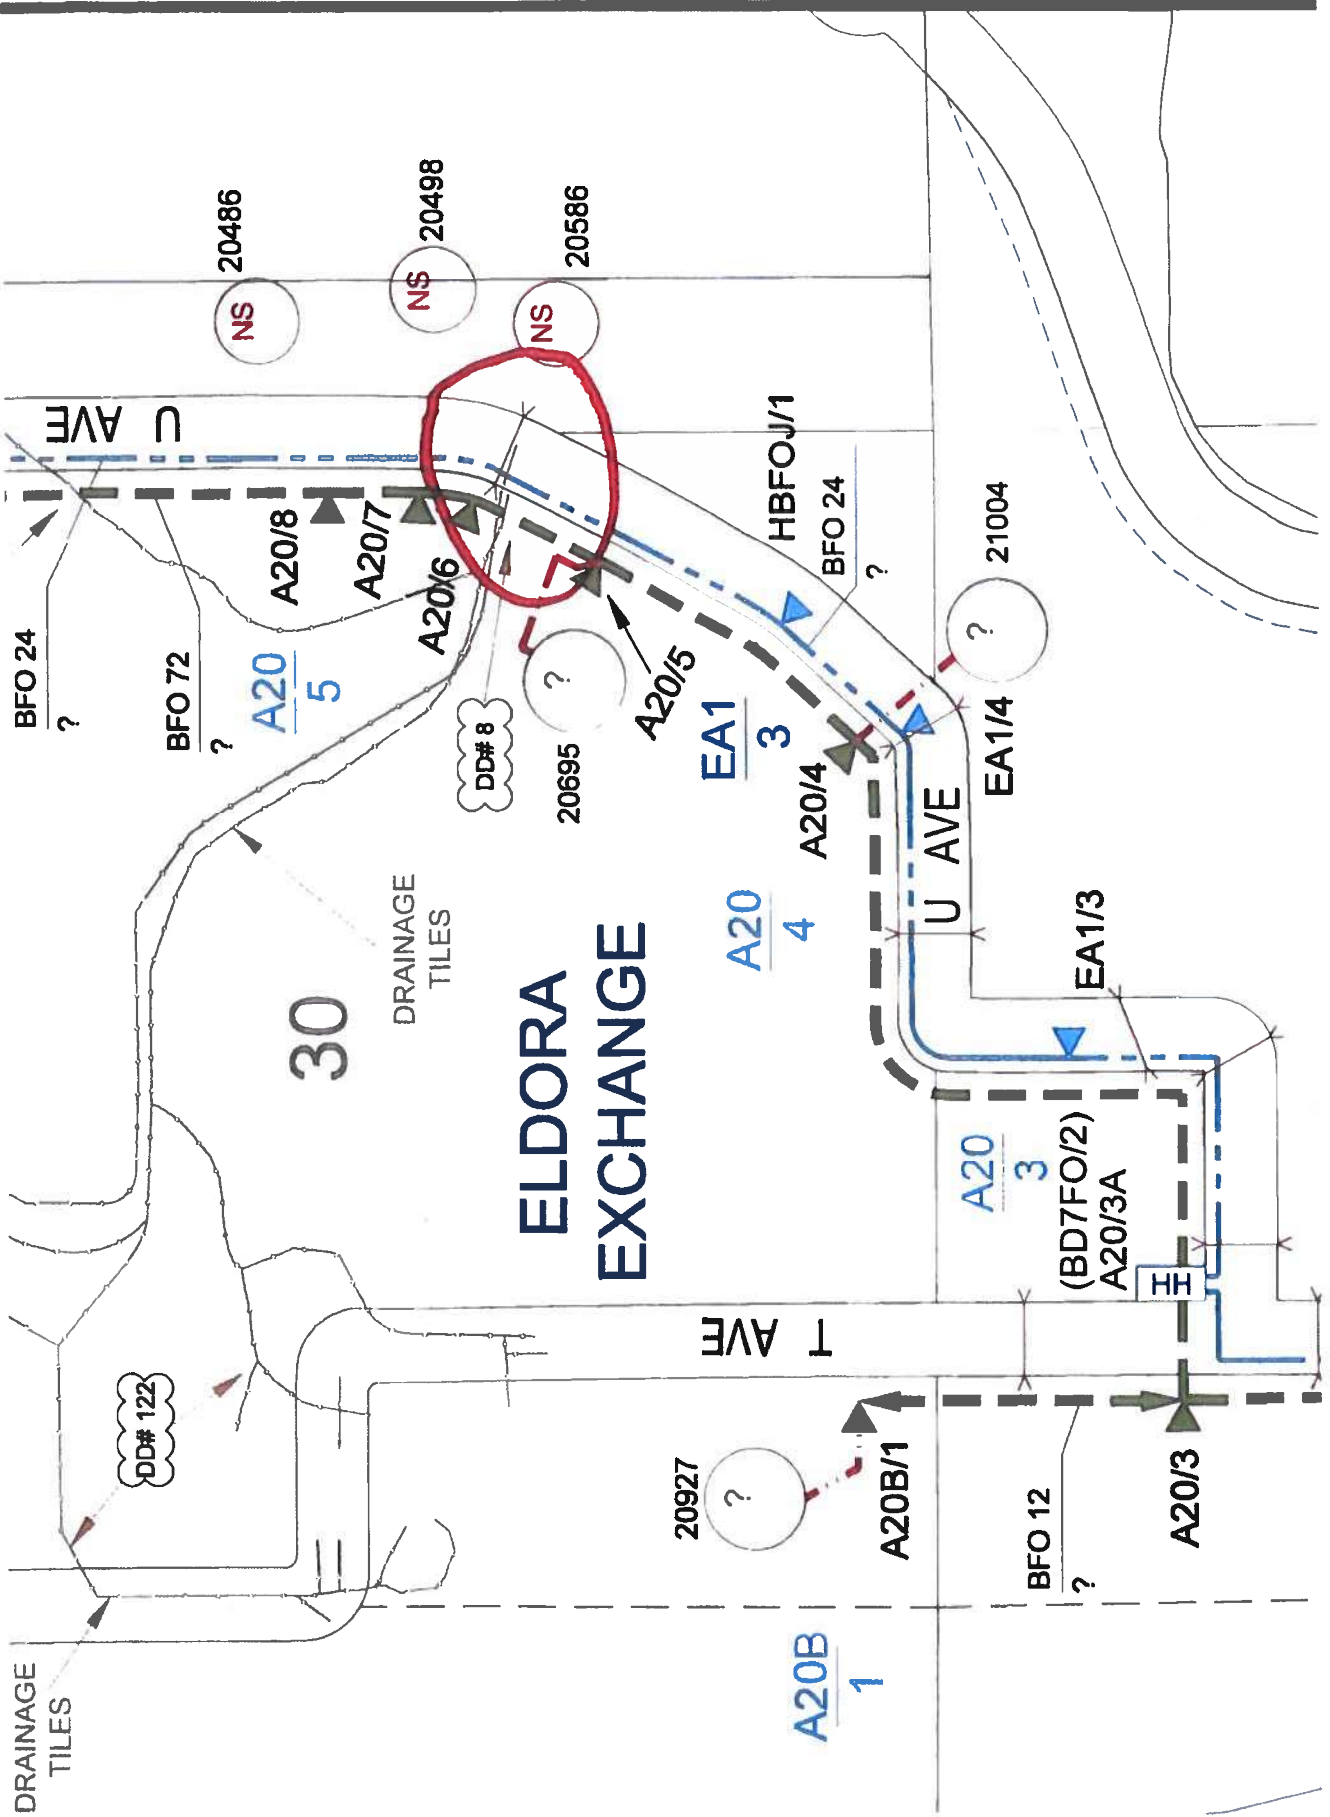 20486
20498
20586
NS
NS
NS
U AVE
A20/8
A20/7
A20/6
BFO 24
?
BFO 72
?
A20
5
DD# 8
?
20695
A20/5
HBFOJ/1
BFO 24
?
21004
?
EA1
3
A20/4
EA1/4
U AVE
DRAINAGE
TILES
30
A20
4
EA1/3
ELDORA
EXCHANGE
A20
3
(BD7FO/2)
A20/3A
HH
T AVE
DD# 122
20927
?
A20B/1
BFO 12
?
A20/3
DRAINAGE
TILES
A20B
1